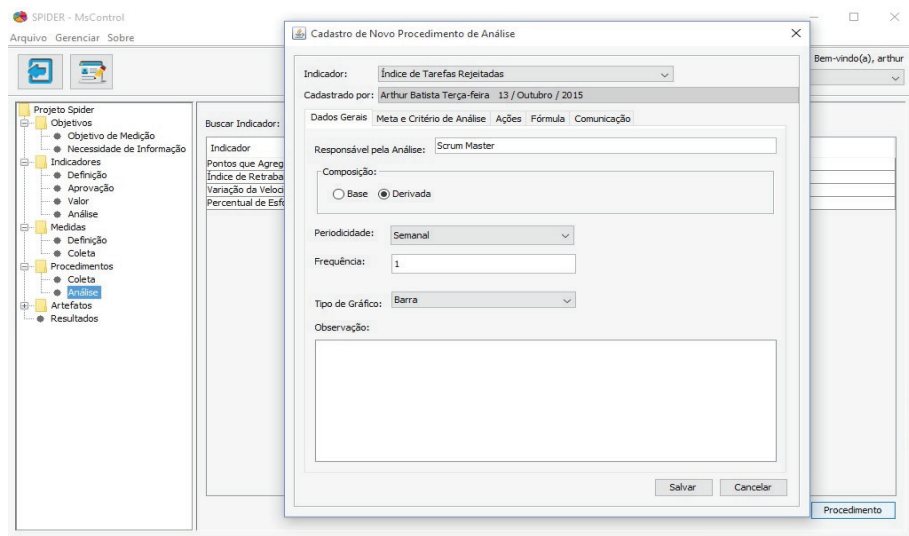 SPIDER - MsControl
Arquivo Gerenciar Sobre
Bem-vindo(a), arthur
Projeto Spider
Objetivos
Objetivo de Medição
Necessidade de Informação
Indicadores
Definição
Aprovação
Valor
Análise
Medidas
Definição
Coleta
Procedimentos
Coleta
Análise
Artefatos
Resultados
Buscar Indicador:
Indicador
Pontos que Agreg
Índice de Retraba
Variação da Veloci
Percentual de Esfo
Procedimento
Cadastro de Novo Procedimento de Análise
Indicador: Índice de Tarefas Rejeitadas
Cadastrado por: Arthur Batista Terça-feira 13 / Outubro / 2015
Dados Gerais Meta e Critério de Análise Ações Fórmula Comunicação
Responsável pela Análise: Scrum Master
Composição:
Base Derivada
Periodicidade: Semanal
Frequência: 1
Tipo de Gráfico: Barra
Observação:
Salvar Cancelar